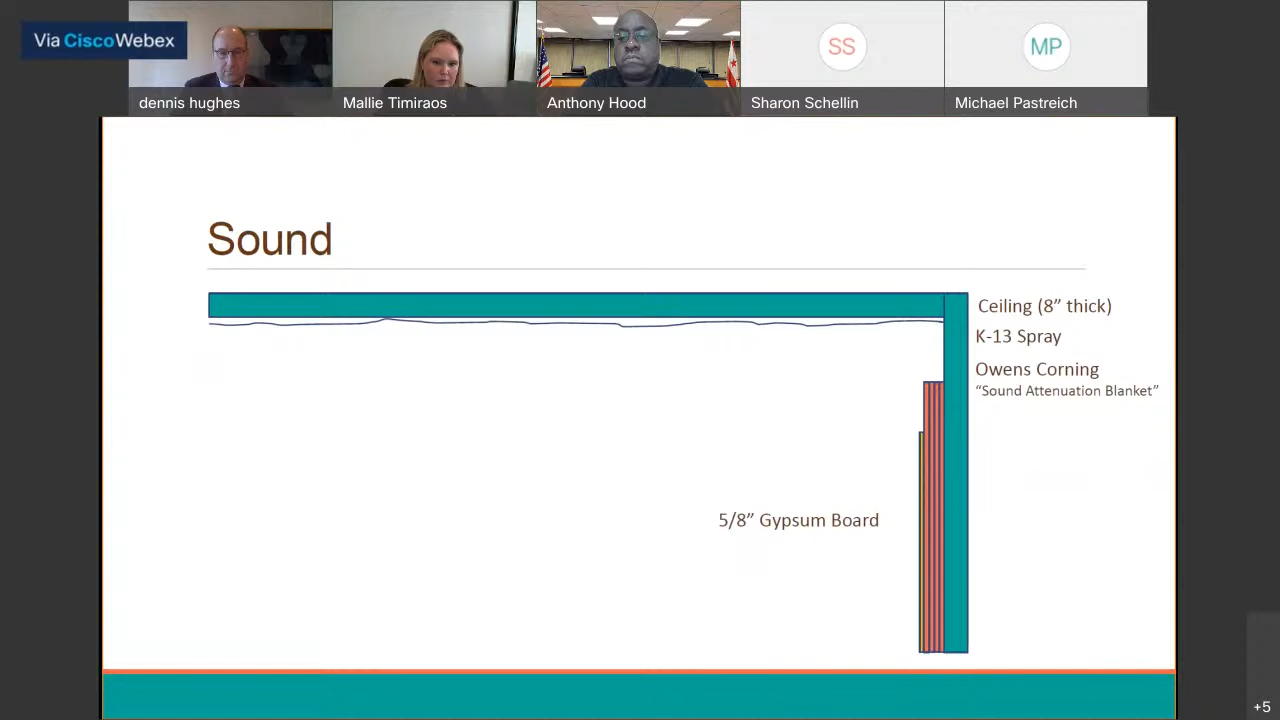 Via CiscoWebex
SS
MP
dennis hughes
Mallie Timiraos
Anthony Hood
Sharon Schellin
Michael Pastreich
Sound
Ceiling (8” thick)
K-13 Spray
Owens Corning
“Sound Attenuation Blanket”
5/8” Gypsum Board
+5